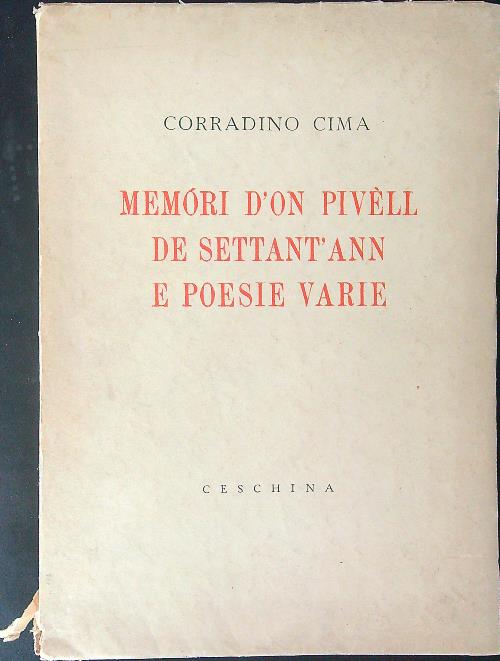 CORRADINO CIMA
MEMÓRI D'ON PIVÈLL
DE SETTANT'ANN
E POESIE VARIE
CESCHINA